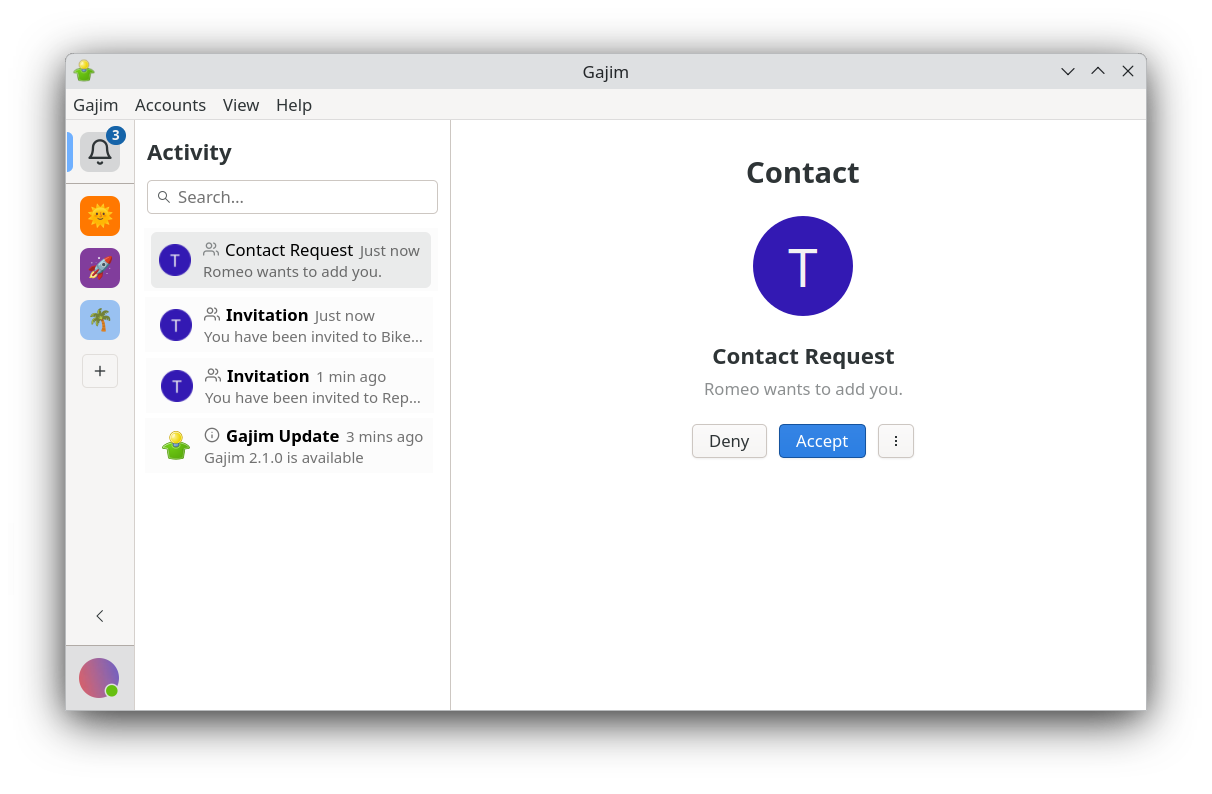 Gajim
Gajim Accounts View Help
3
Activity
Search...
T
Contact Request Just now
Romeo wants to add you.
T
Invitation Just now
You have been invited to Bike...
T
Invitation 1 min ago
You have been invited to Rep...
Gajim Update 3 mins ago
Gajim 2.1.0 is available
Contact
T
Contact Request
Romeo wants to add you.
Deny Accept